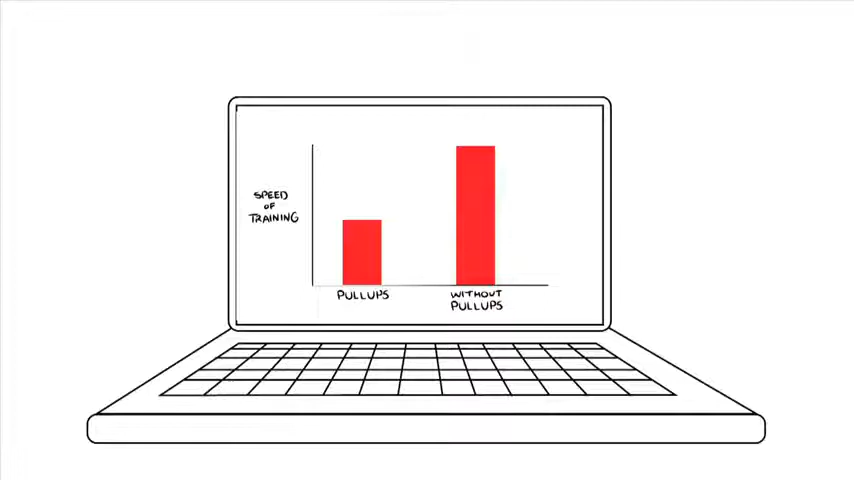 SPEED
OF
TRAINING
PULLUPS
WITHOUT
PULLUPS